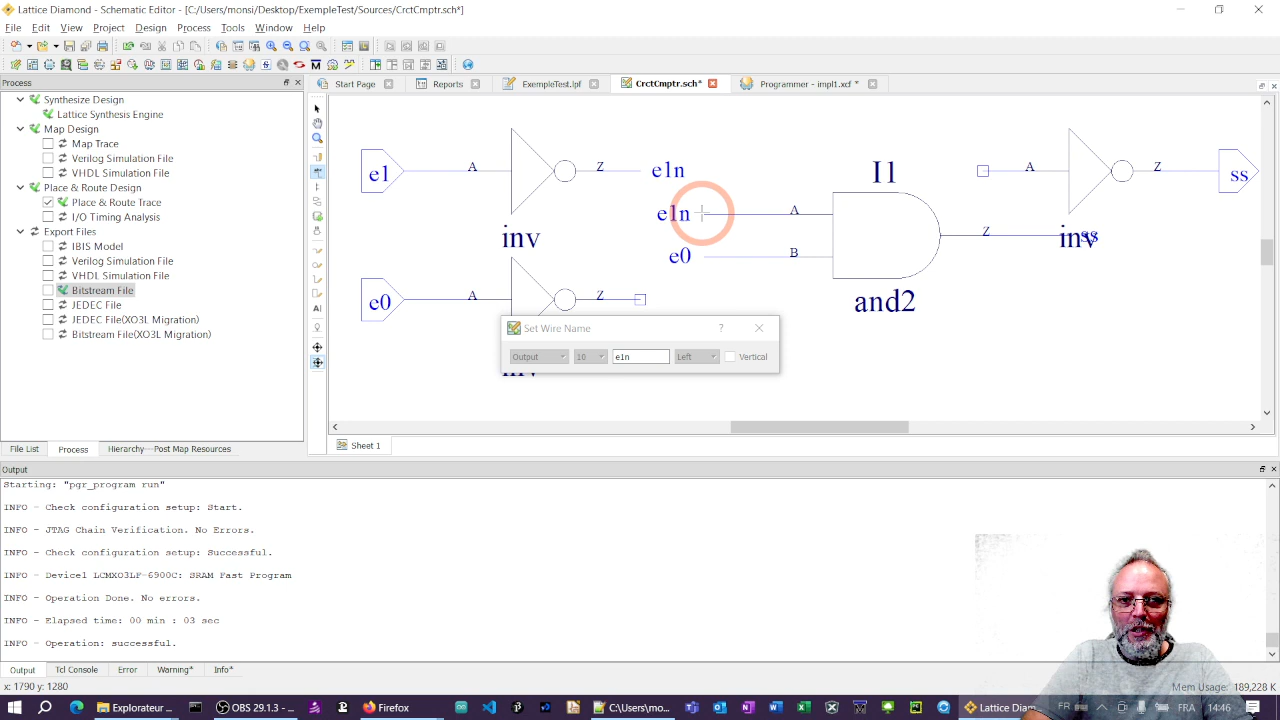 Lattice Diamond - Schematic Editor - [C:/Users/monsi/Desktop/ExempleTest/Sources/CrctCmptr.sch*]
File Edit View Project Design Process Tools Window Help
Process
Start Page
Reports
ExempleTest.lpf
CrctCmptr.sch*
Programmer - impl1.xcf *
Synthesize Design
Lattice Synthesis Engine
Map Design
Map Trace
Verilog Simulation File
VHDL Simulation File
Place & Route Design
Place & Route Trace
I/O Timing Analysis
Export Files
IBIS Model
Verilog Simulation File
VHDL Simulation File
Bitstream File
JEDEC File
JEDEC File(XO3L Migration)
Bitstream File(XO3L Migration)
File List Process Hierarchy Post Map Resources
e1 A Z e1n
inv
e1n A
e0 B
I1
Z ss
and2
A Z ss
inv
e0 A Z
Set Wire Name ?
Output 10 e1n Left Vertical
Sheet 1
Output
Starting: "pgr_program run"
INFO - Check configuration setup: Start.
INFO - JTAG Chain Verification. No Errors.
INFO - Check configuration setup: Successful.
INFO - Device1 LCMXO3LF-6900C: SRAM Fast Program
INFO - Operation Done. No errors.
INFO - Elapsed time: 00 min : 03 sec
INFO - Operation: successful.
Output Tcl Console Error Warning* Info*
x: 1790 y: 1280
Mem Usage: 189,228 K
Explorateur ...
OBS 29.1.3 - ...
Firefox
C:\Users\mo...
Lattice Diam...
FR
FRA
14:46